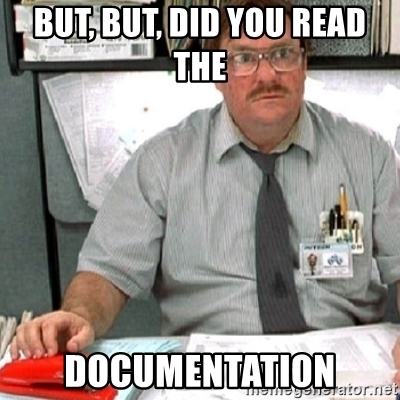 BUT, BUT, DID YOU READ
THE
DOCUMENTATION
memegenerator.net